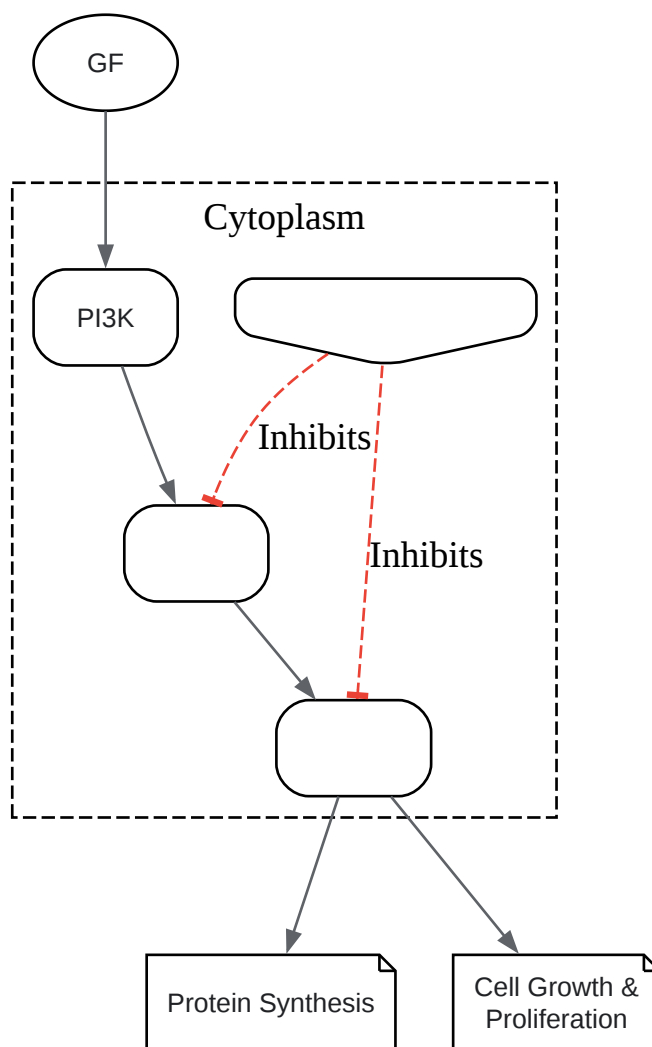 GF
Cytoplasm
PI3K
Inhibits
Inhibits
Protein Synthesis
Cell Growth &
Proliferation